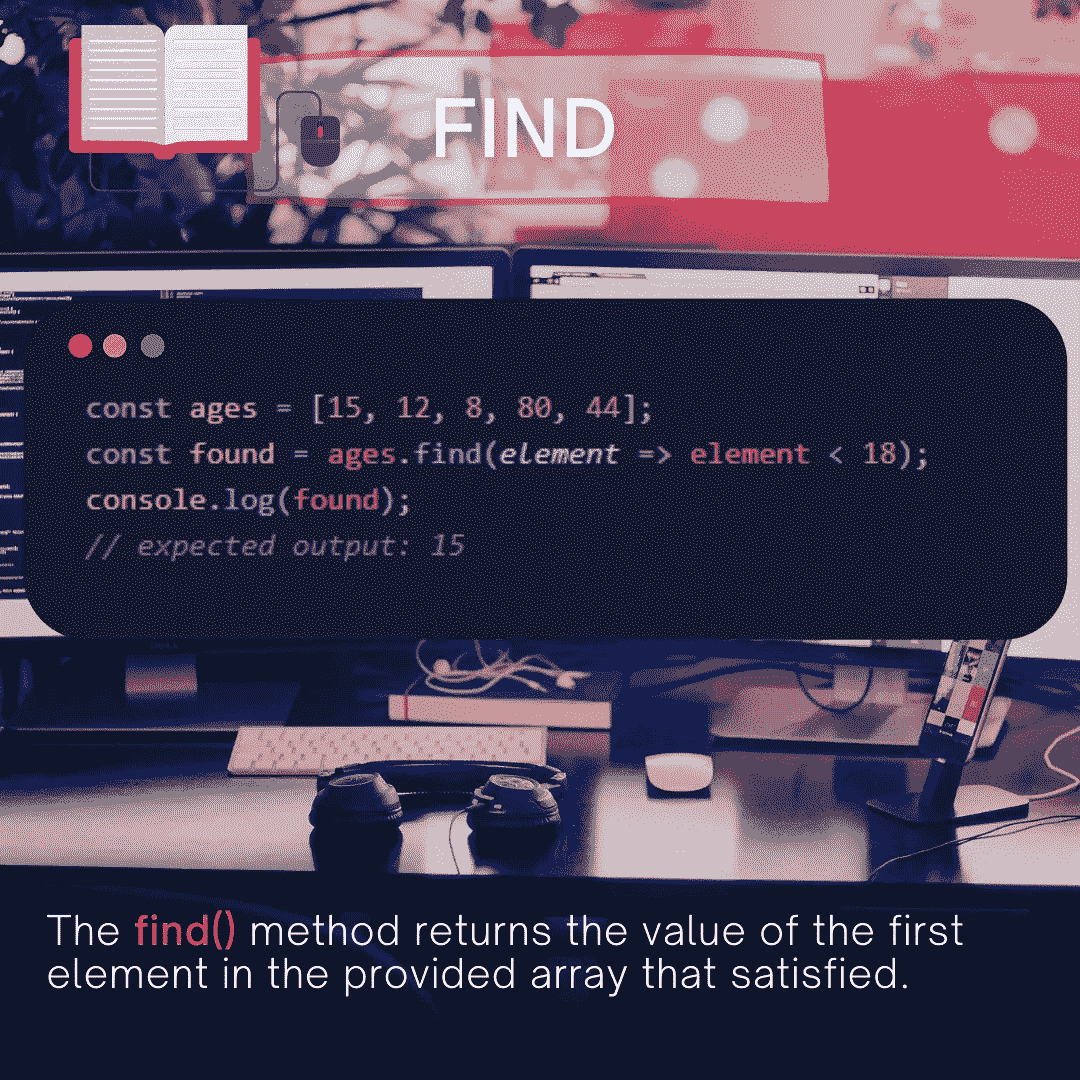 FIND
const ages = [15, 12, 8, 80, 44];
const found = ages.find(element => element < 18);
console.log(found);
// expected output: 15
The find() method returns the value of the first
element in the provided array that satisfied.